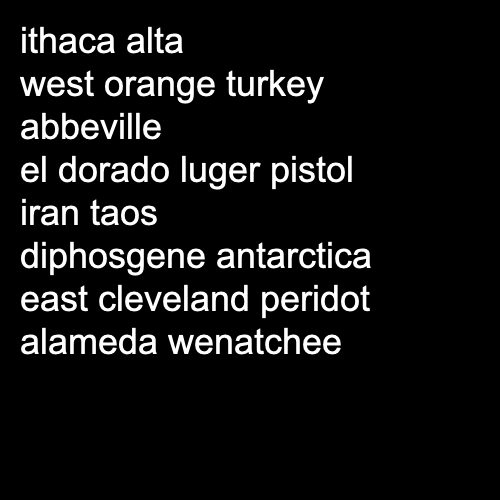 ithaca alta
west orange turkey
abbeville
el dorado luger pistol
iran taos
diphosgene antarctica
east cleveland peridot
alameda wenatchee